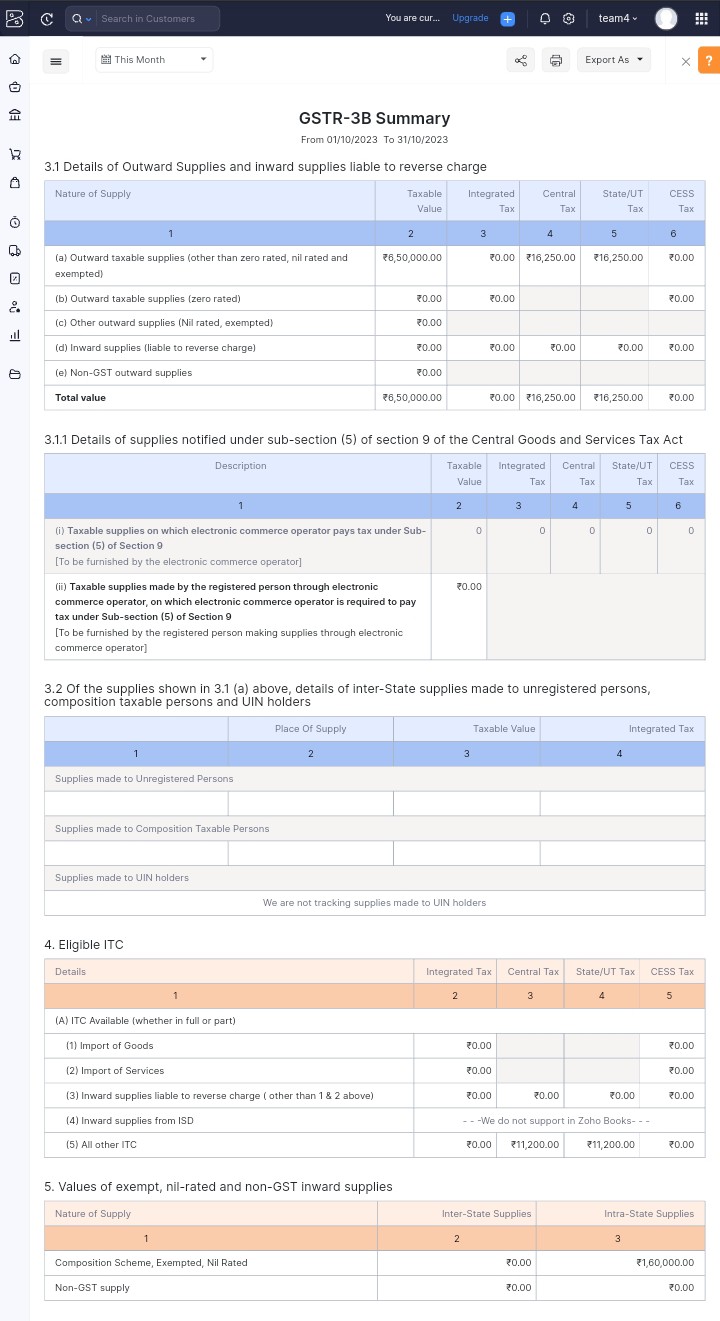 Search in Customers
You are cur... Upgrade + team4
This Month
Export As
?
GSTR-3B Summary
From 01/10/2023 To 31/10/2023
3.1 Details of Outward Supplies and inward supplies liable to reverse charge
Nature of Supply Taxable Value Integrated Tax Central Tax State/UT Tax CESS Tax
1 2 3 4 5 6
(a) Outward taxable supplies (other than zero rated, nil rated and ₹6,50,000.00 ₹0.00 ₹16,250.00 ₹16,250.00 ₹0.00
exempted)
(b) Outward taxable supplies (zero rated) ₹0.00 ₹0.00 ₹0.00
(c) Other outward supplies (Nil rated, exempted) ₹0.00
(d) Inward supplies (liable to reverse charge) ₹0.00 ₹0.00 ₹0.00 ₹0.00 ₹0.00
(e) Non-GST outward supplies ₹0.00
Total value ₹6,50,000.00 ₹0.00 ₹16,250.00 ₹16,250.00 ₹0.00
3.1.1 Details of supplies notified under sub-section (5) of section 9 of the Central Goods and Services Tax Act
Description Taxable Value Integrated Tax Central Tax State/UT Tax CESS Tax
1 2 3 4 5 6
(i) Taxable supplies on which electronic commerce operator pays tax under Sub- 0 0 0 0 0
section (5) of Section 9
[To be furnished by the electronic commerce operator]
(ii) Taxable supplies made by the registered person through electronic ₹0.00
commerce operator, on which electronic commerce operator is required to pay
tax under Sub-section (5) of Section 9
[To be furnished by the registered person making supplies through electronic
commerce operator]
3.2 Of the supplies shown in 3.1 (a) above, details of inter-State supplies made to unregistered persons,
composition taxable persons and UIN holders
Place Of Supply Taxable Value Integrated Tax
1 2 3 4
Supplies made to Unregistered Persons
Supplies made to Composition Taxable Persons
Supplies made to UIN holders
We are not tracking supplies made to UIN holders
4. Eligible ITC
Details Integrated Tax Central Tax State/UT Tax CESS Tax
1 2 3 4 5
(A) ITC Available (whether in full or part)
(1) Import of Goods ₹0.00 ₹0.00
(2) Import of Services ₹0.00 ₹0.00
(3) Inward supplies liable to reverse charge ( other than 1 & 2 above) ₹0.00 ₹0.00 ₹0.00 ₹0.00
(4) Inward supplies from ISD - - -We do not support in Zoho Books- - -
(5) All other ITC ₹0.00 ₹11,200.00 ₹11,200.00 ₹0.00
5. Values of exempt, nil-rated and non-GST inward supplies
Nature of Supply Inter-State Supplies Intra-State Supplies
1 2 3
Composition Scheme, Exempted, Nil Rated ₹0.00 ₹1,60,000.00
Non-GST supply ₹0.00 ₹0.00